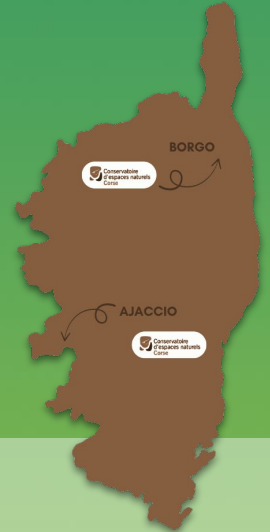 BORGO
Conservatoire
d'espaces naturels
Corse
AJACCIO
Conservatoire
d'espaces naturels
Corse